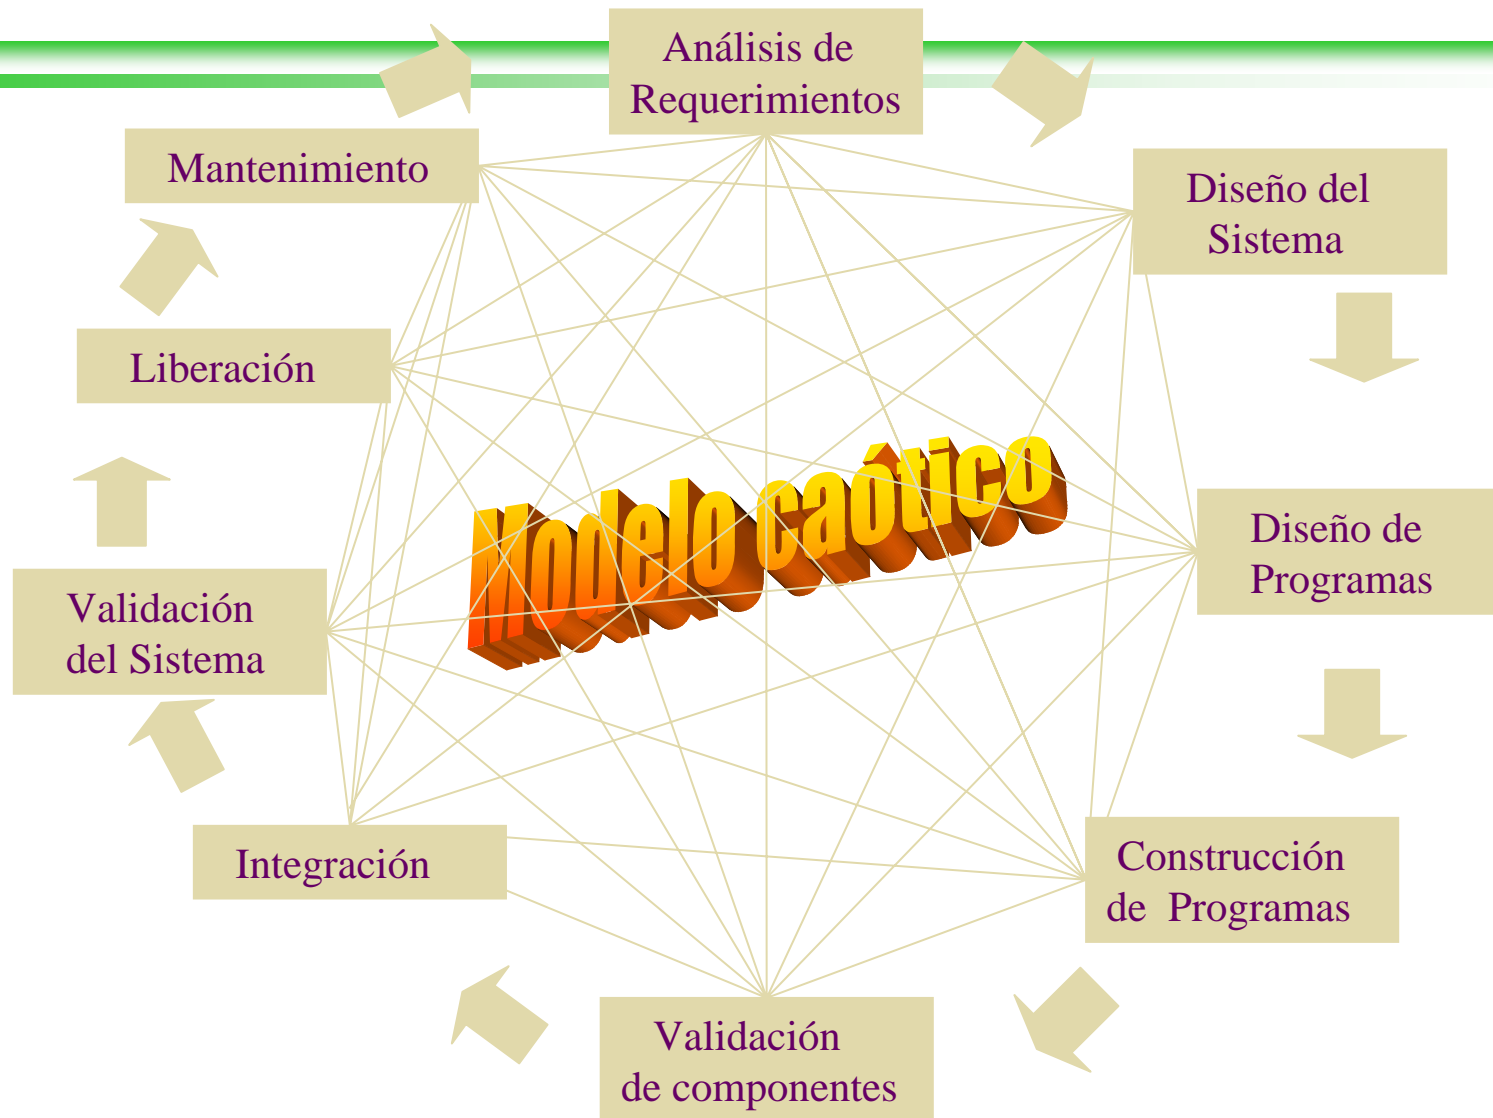 Análisis de
Requerimientos
Mantenimiento
Diseño del
Sistema
Liberación
Modelo caótico
Diseño de
Programas
Validación
del Sistema
Construcción
de Programas
Integración
Validación
de componentes